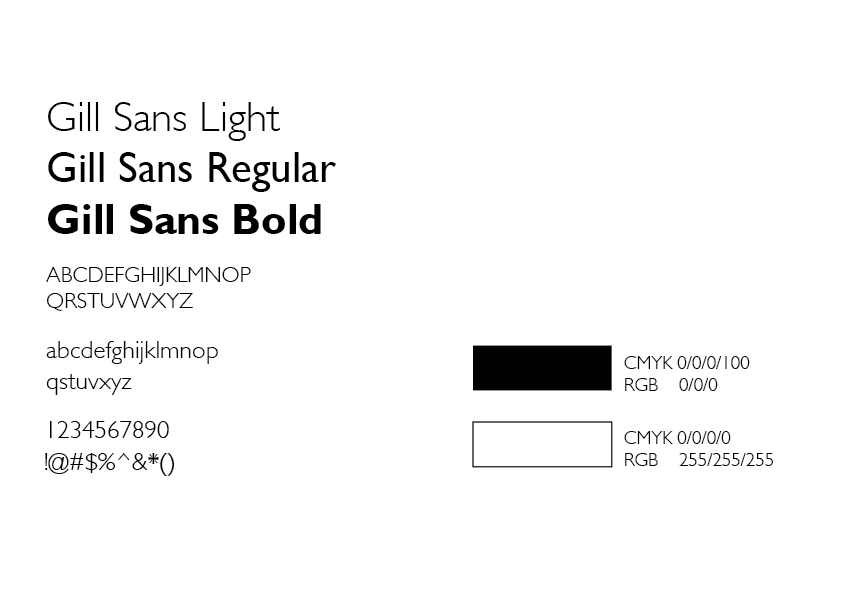 Gill Sans Light
Gill Sans Regular
Gill Sans Bold
ABCDEFGHIJKLMNOP
QRSTUVWXYZ
abcdefghijklmnop
qstuvxyz
1234567890
!@#$%^&*()
CMYK 0/0/0/100
RGB 0/0/0
CMYK 0/0/0/0
RGB 255/255/255